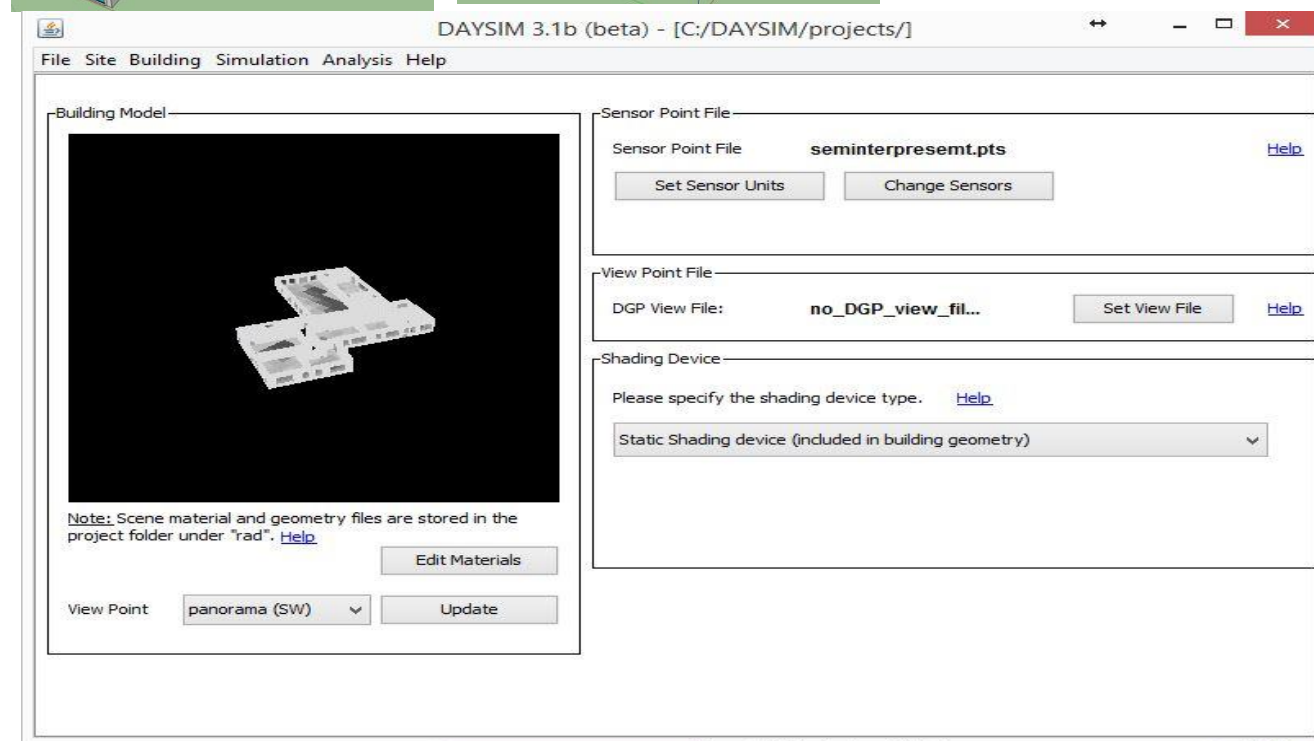 DAYSIM 3.1b (beta) - [C:/DAYSIM/projects/]
File Site Building Simulation Analysis Help
Building Model
Note: Scene material and geometry files are stored in the
project folder under "rad". Help
Edit Materials
View Point panorama (SW) Update
Sensor Point File
Sensor Point File seminterpresemt.pts Help
Set Sensor Units Change Sensors
View Point File
DGP View File: no_DGP_view_fil... Set View File Help
Shading Device
Please specify the shading device type. Help
Static Shading device (included in building geometry)